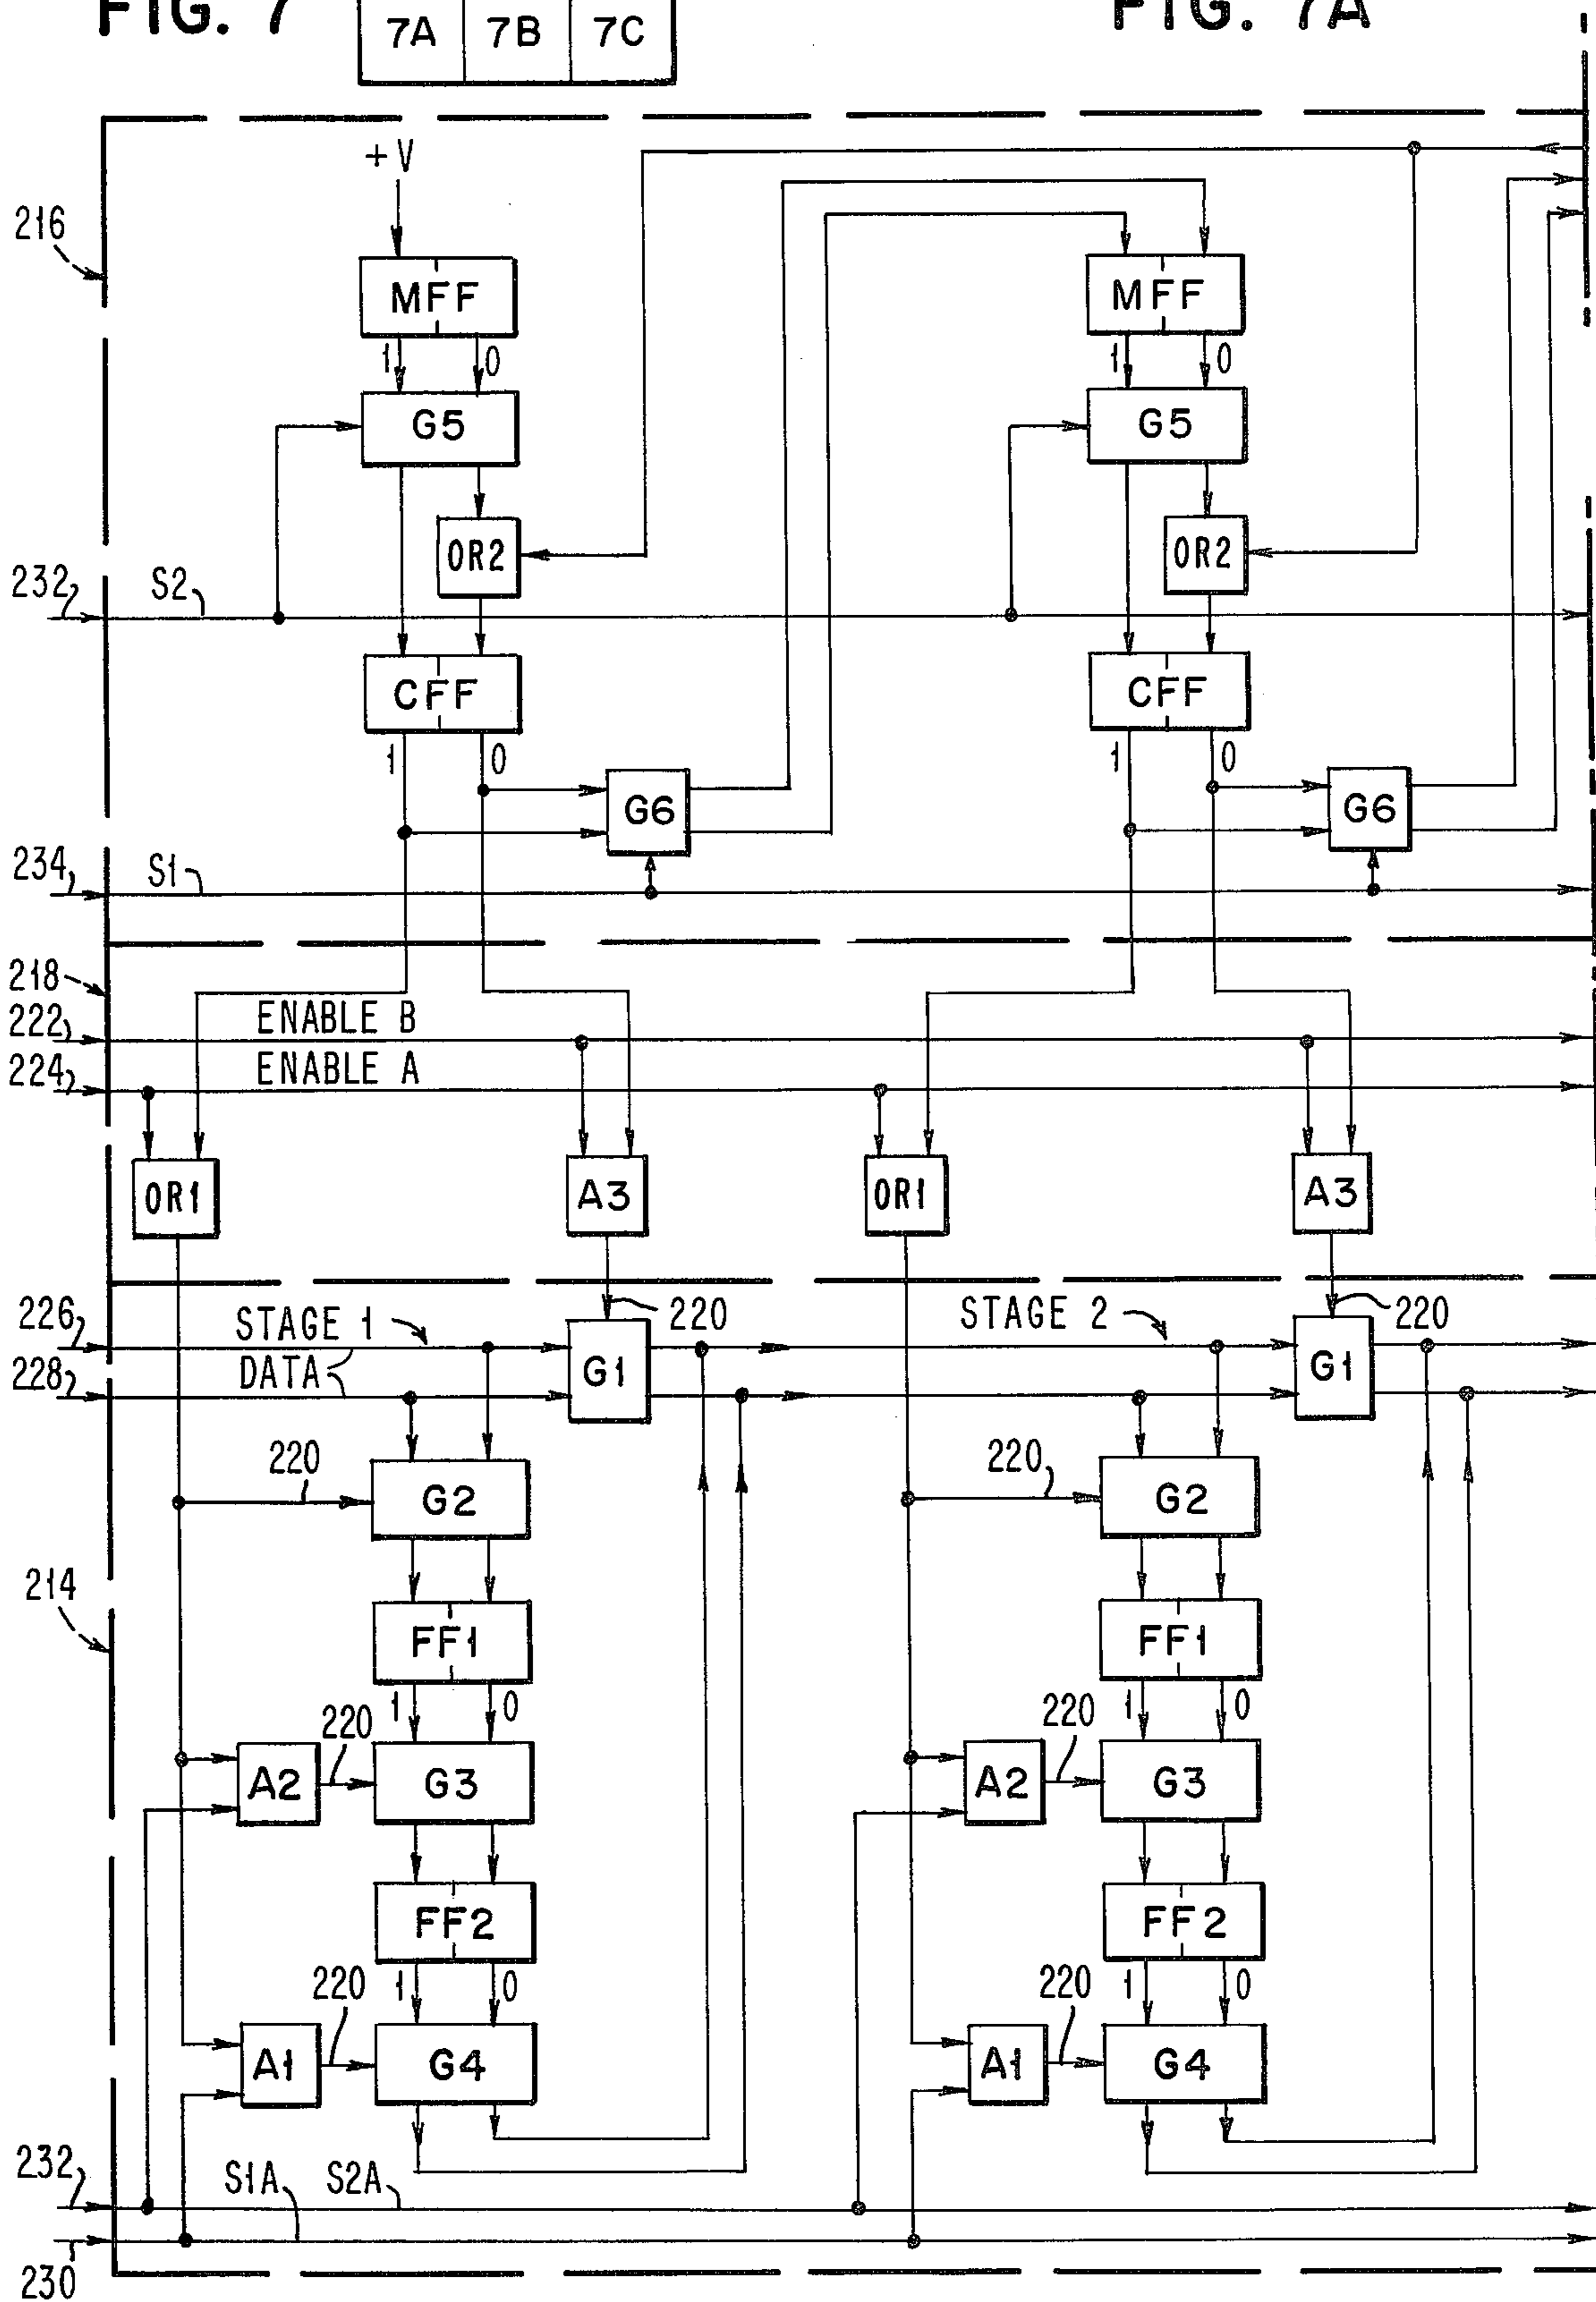 FIG. 7
7A 7B 7C
FIG. 7A
+V
216
MFF
MFF
1 0
1 0
G5
G5
OR2
OR2
232
S2
CFF
CFF
1 0
1 0
G6
G6
234
S1
218
222
ENABLE B
224
ENABLE A
OR1
A3
OR1
A3
226
STAGE 1
220
STAGE 2
220
228
DATA
G1
G1
220
G2
220
G2
214
FF1
FF1
1 0
1 0
220
220
A2
G3
A2
G3
FF2
FF2
220
1 0
220
1 0
A1
G4
A1
G4
232
S1A
S2A
230